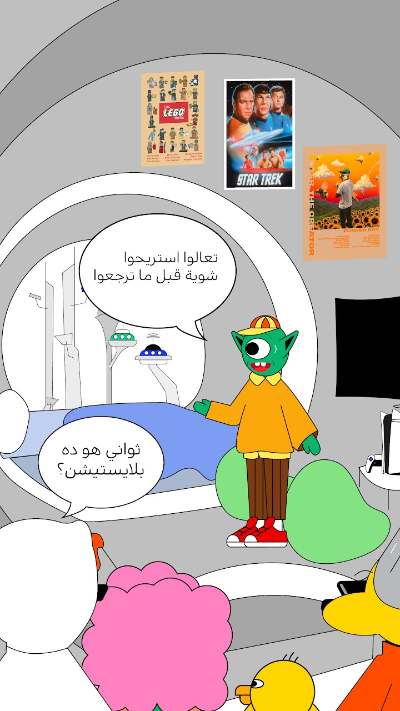 LEGO
STAR TREK
تعالوا استريحوا
شوية قبل ما ترجعوا
ثواني هو ده
بلايستيشن؟